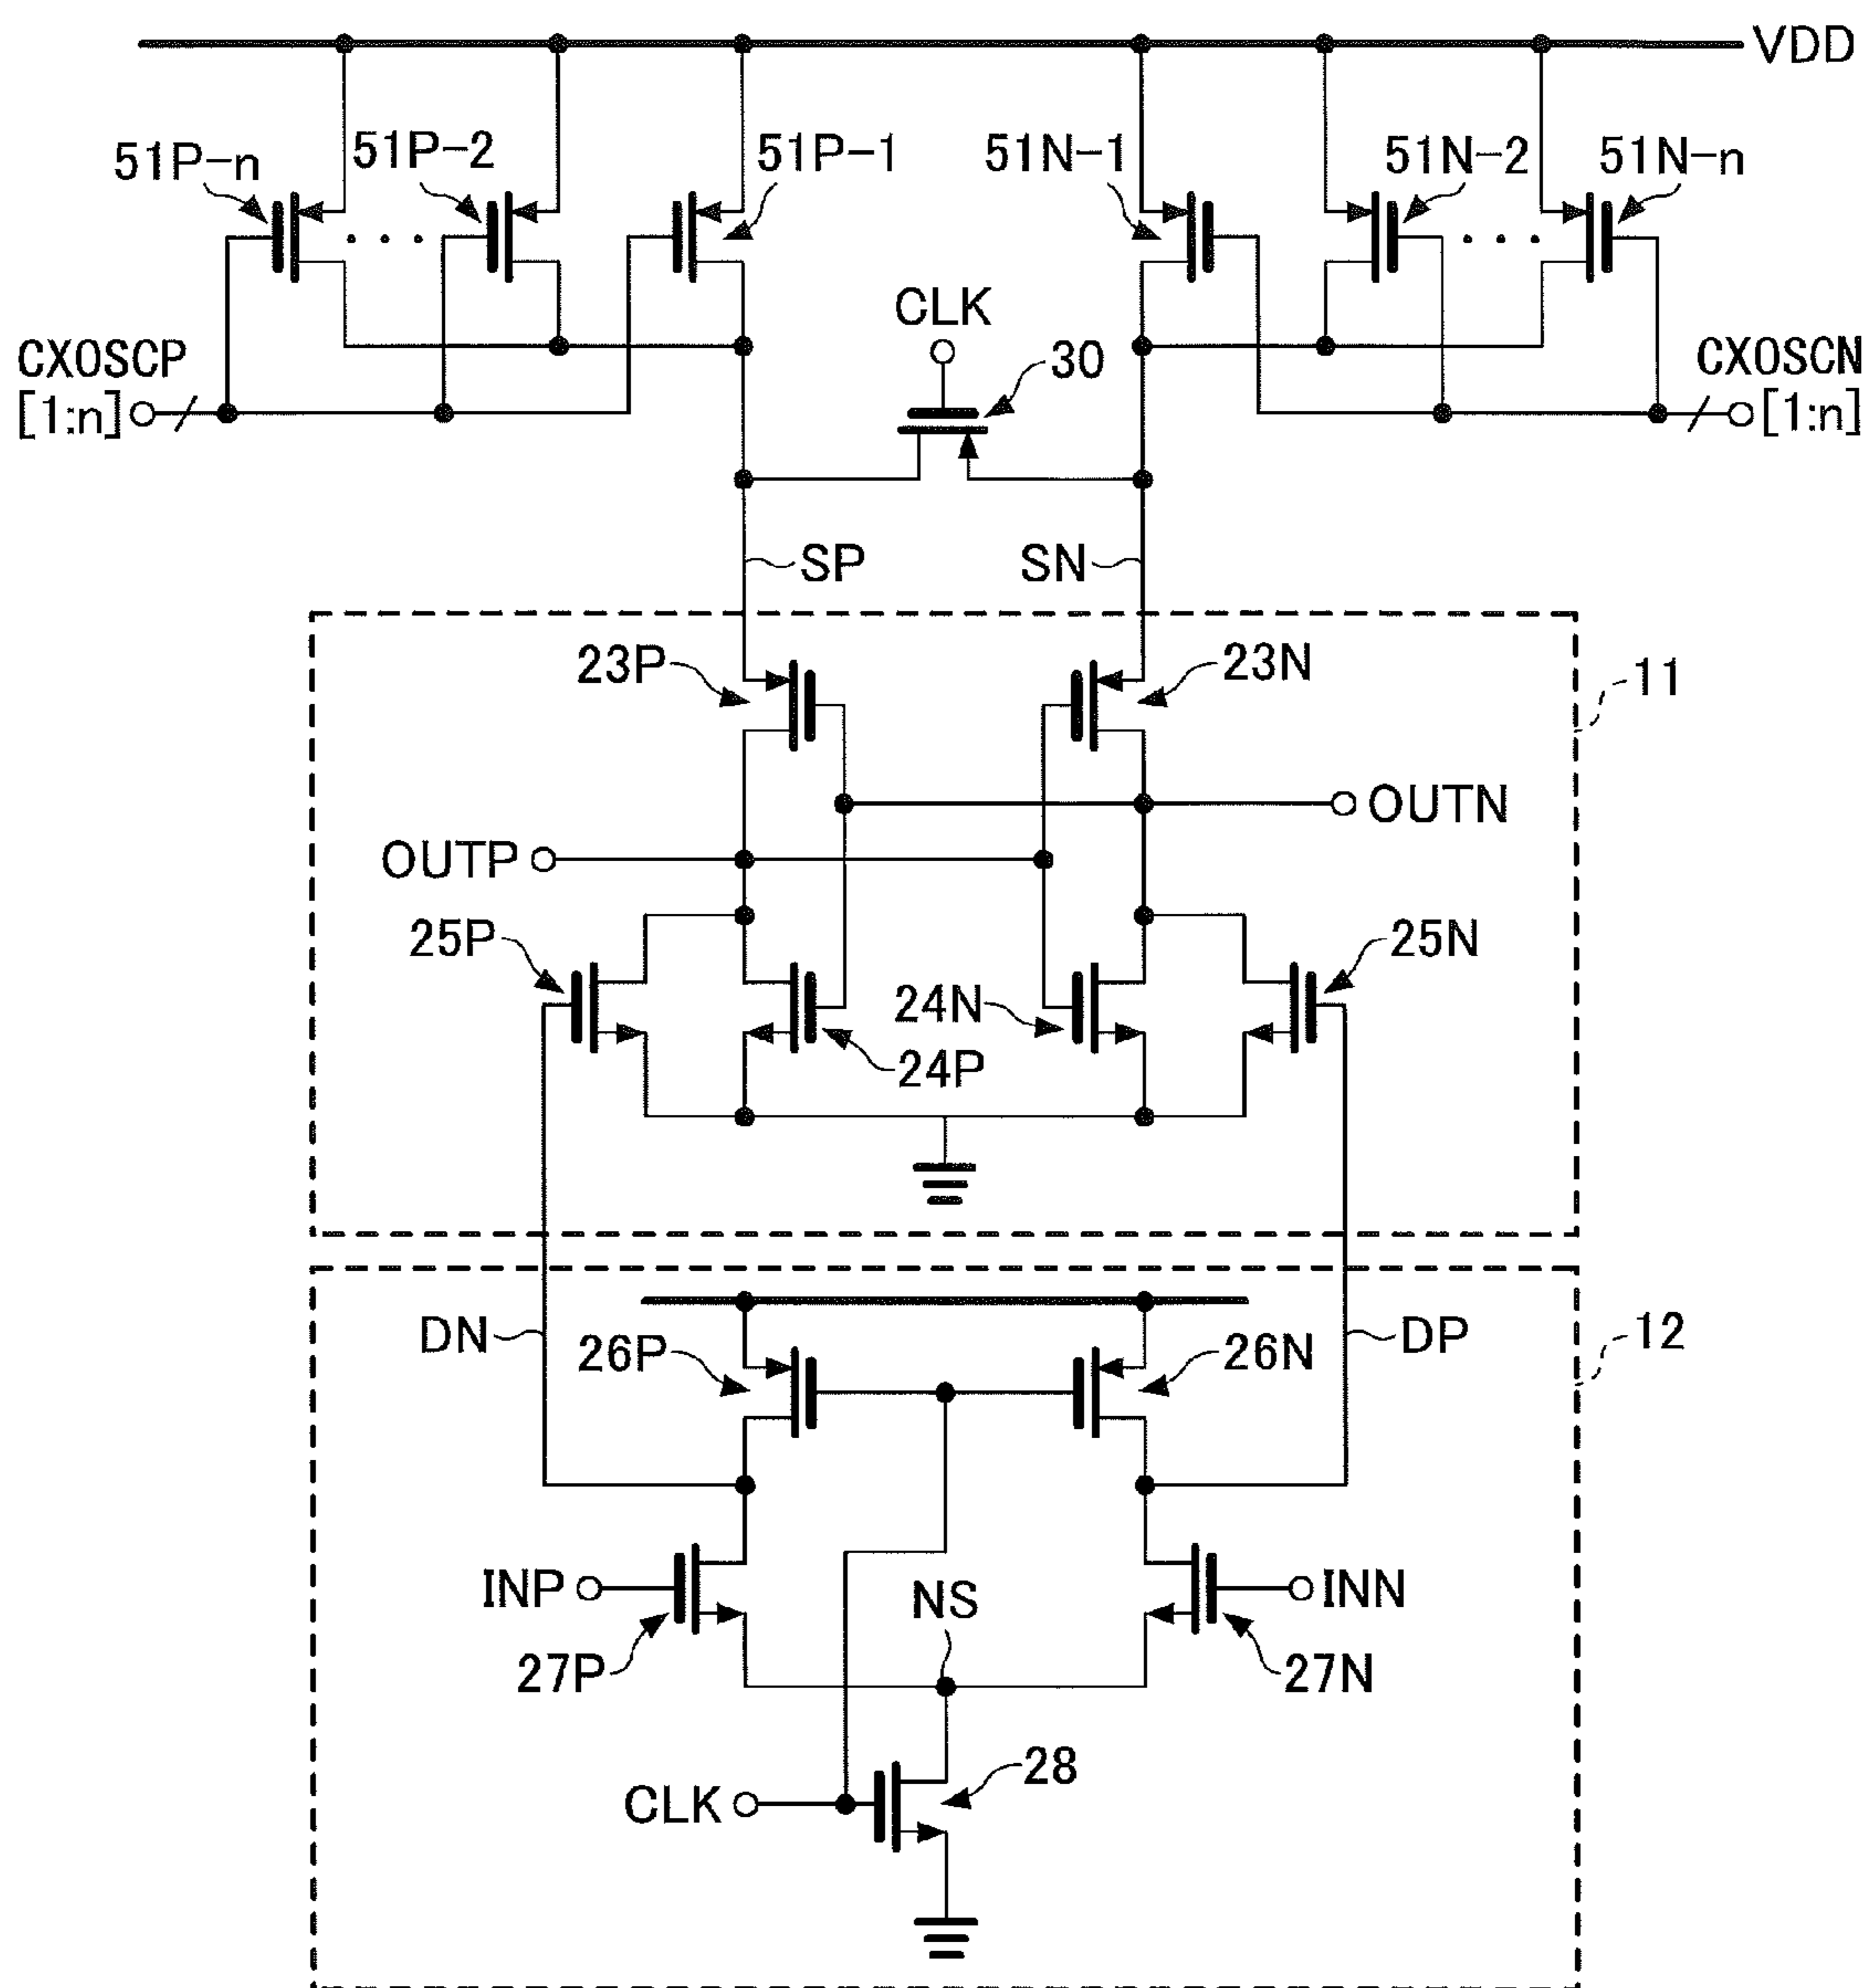 VDD
51P-n
51P-2
51P-1
51N-1
51N-2
51N-n
CLK
30
CXOSCP
[1:n]
CXOSCN
[1:n]
SP
SN
23P
23N
11
OUTN
OUTP
25P
25N
24N
24P
DN
26P
26N
DP
12
INP
NS
INN
27P
27N
28
CLK